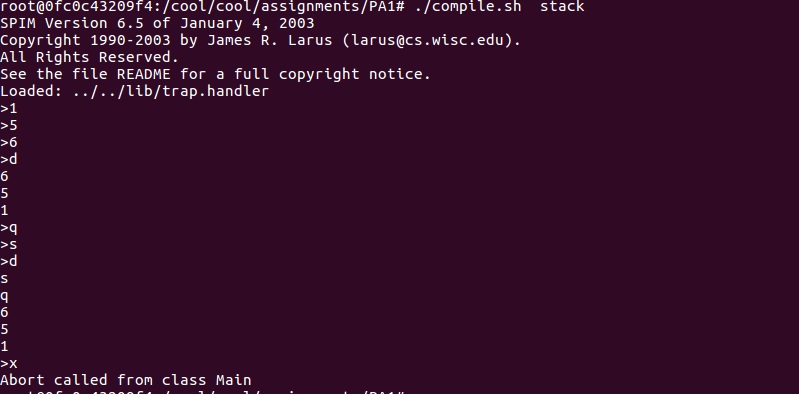 root@0fc0c43209f4:/cool/cool/assignments/PA1# ./compile.sh  stack
SPIM Version 6.5 of January 4, 2003
Copyright 1990-2003 by James R. Larus (larus@cs.wisc.edu).
All Rights Reserved.
See the file README for a full copyright notice.
Loaded: ../../lib/trap.handler
>1
>5
>6
>d
6
5
1
>q
>s
>d
s
q
6
5
1
>x
Abort called from class Main